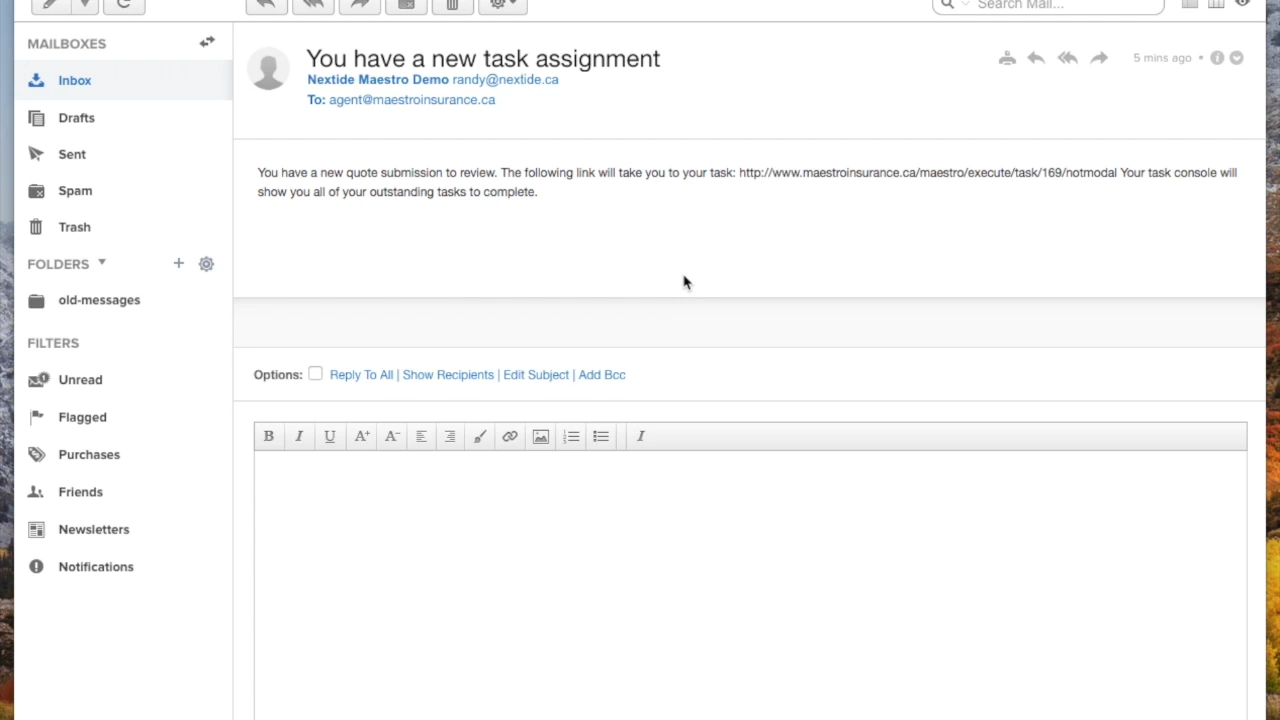 Search Mail...
MAILBOXES
Inbox
Drafts
Sent
Spam
Trash
FOLDERS
old-messages
FILTERS
Unread
Flagged
Purchases
Friends
Newsletters
Notifications
You have a new task assignment
Nextide Maestro Demo randy@nextide.ca
To: agent@maestroinsurance.ca
5 mins ago
You have a new quote submission to review. The following link will take you to your task: http://www.maestroinsurance.ca/maestro/execute/task/169/notmodal Your task console will
show you all of your outstanding tasks to complete.
Options: Reply To All | Show Recipients | Edit Subject | Add Bcc
B I U A+ A- I